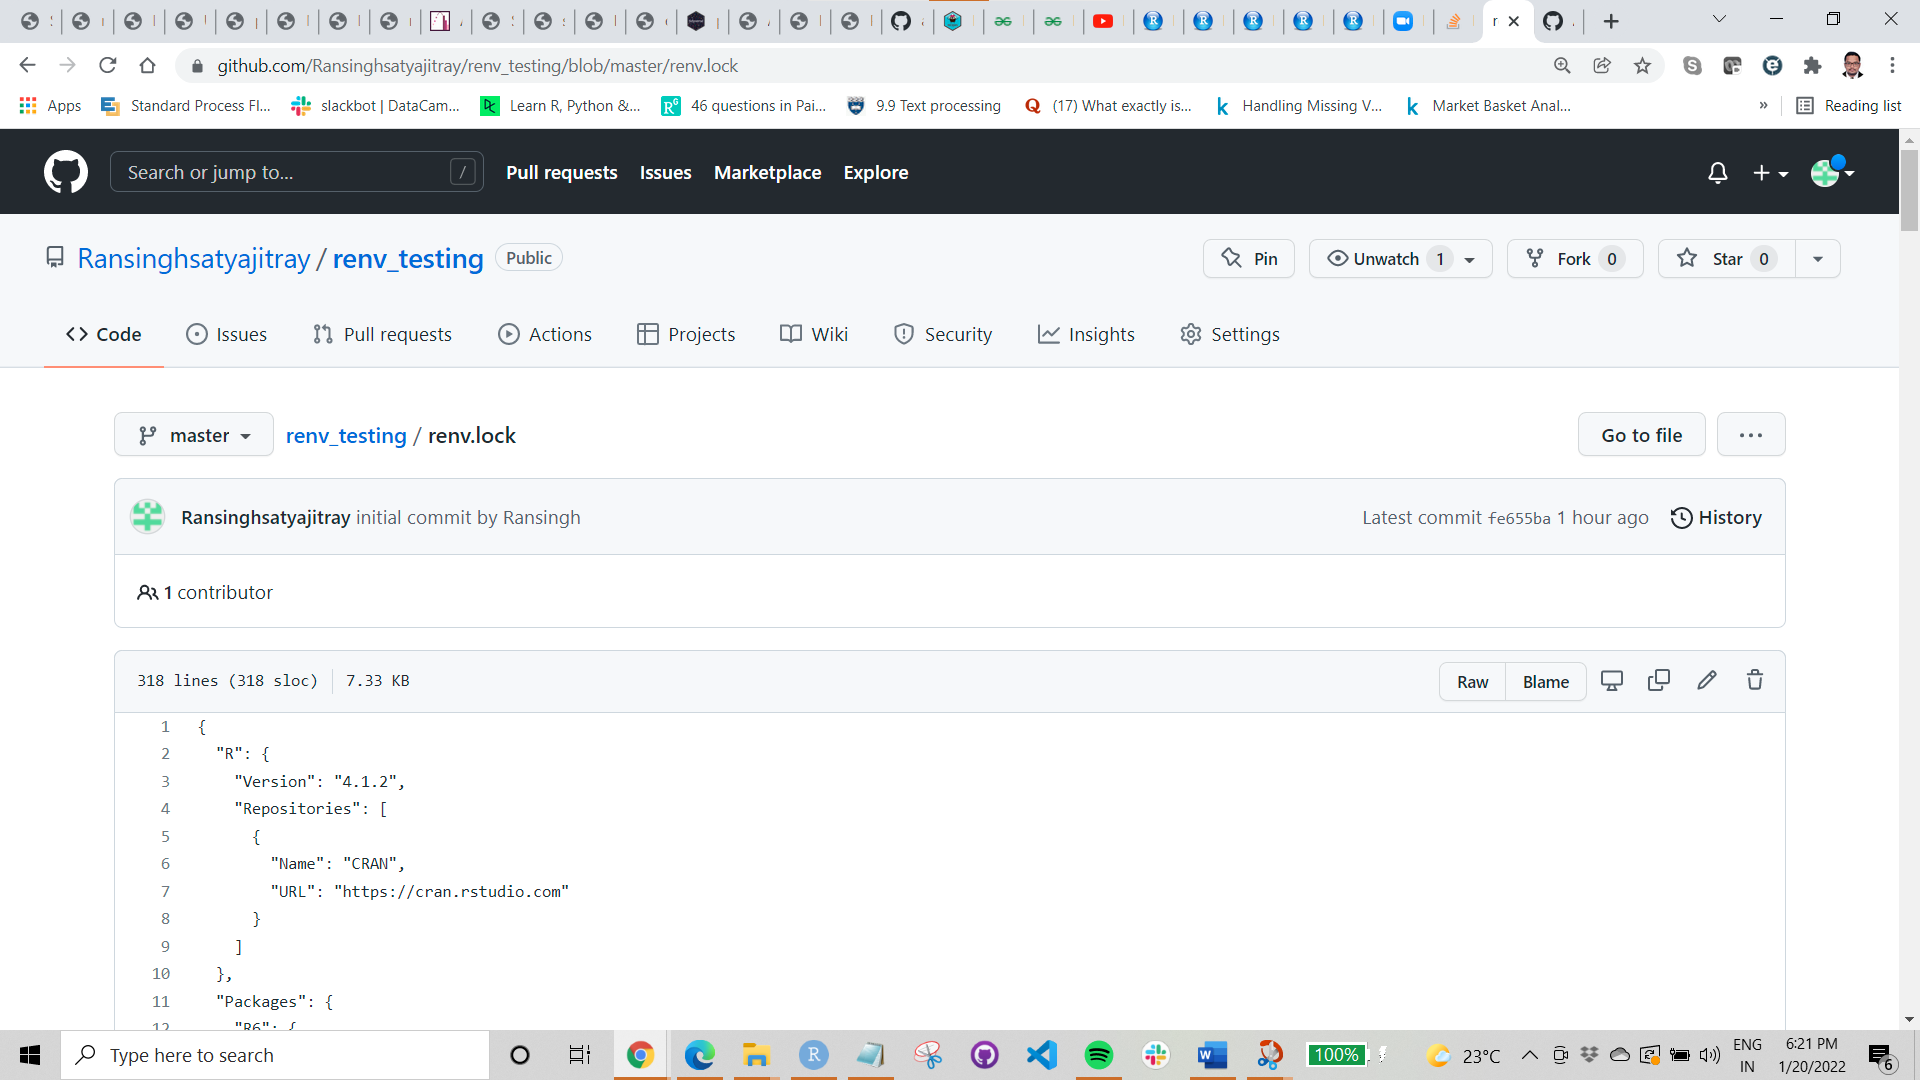 github.com/Ransinghsatyajitray/renv_testing/blob/master/renv.lock
Apps Standard Process Fl... slackbot | DataCam... Learn R, Python &... 46 questions in Pai... 9.9 Text processing (17) What exactly is... Handling Missing V... Market Basket Anal... » Reading list
Search or jump to... / Pull requests Issues Marketplace Explore
Ransinghsatyajitray / renv_testing Public Pin Unwatch 1 Fork 0 Star 0
Code Issues Pull requests Actions Projects Wiki Security Insights Settings
master renv_testing / renv.lock Go to file ...
Ransinghsatyajitray initial commit by Ransingh Latest commit fe655ba 1 hour ago History
1 contributor
318 lines (318 sloc) 7.33 KB Raw Blame
1 {
2 "R": {
3 "Version": "4.1.2",
4 "Repositories": [
5 {
6 "Name": "CRAN",
7 "URL": "https://cran.rstudio.com"
8 }
9 ]
10 },
11 "Packages": {
12 "R6": {
Type here to search 100% 23°C ENG IN 6:21 PM 1/20/2022 6